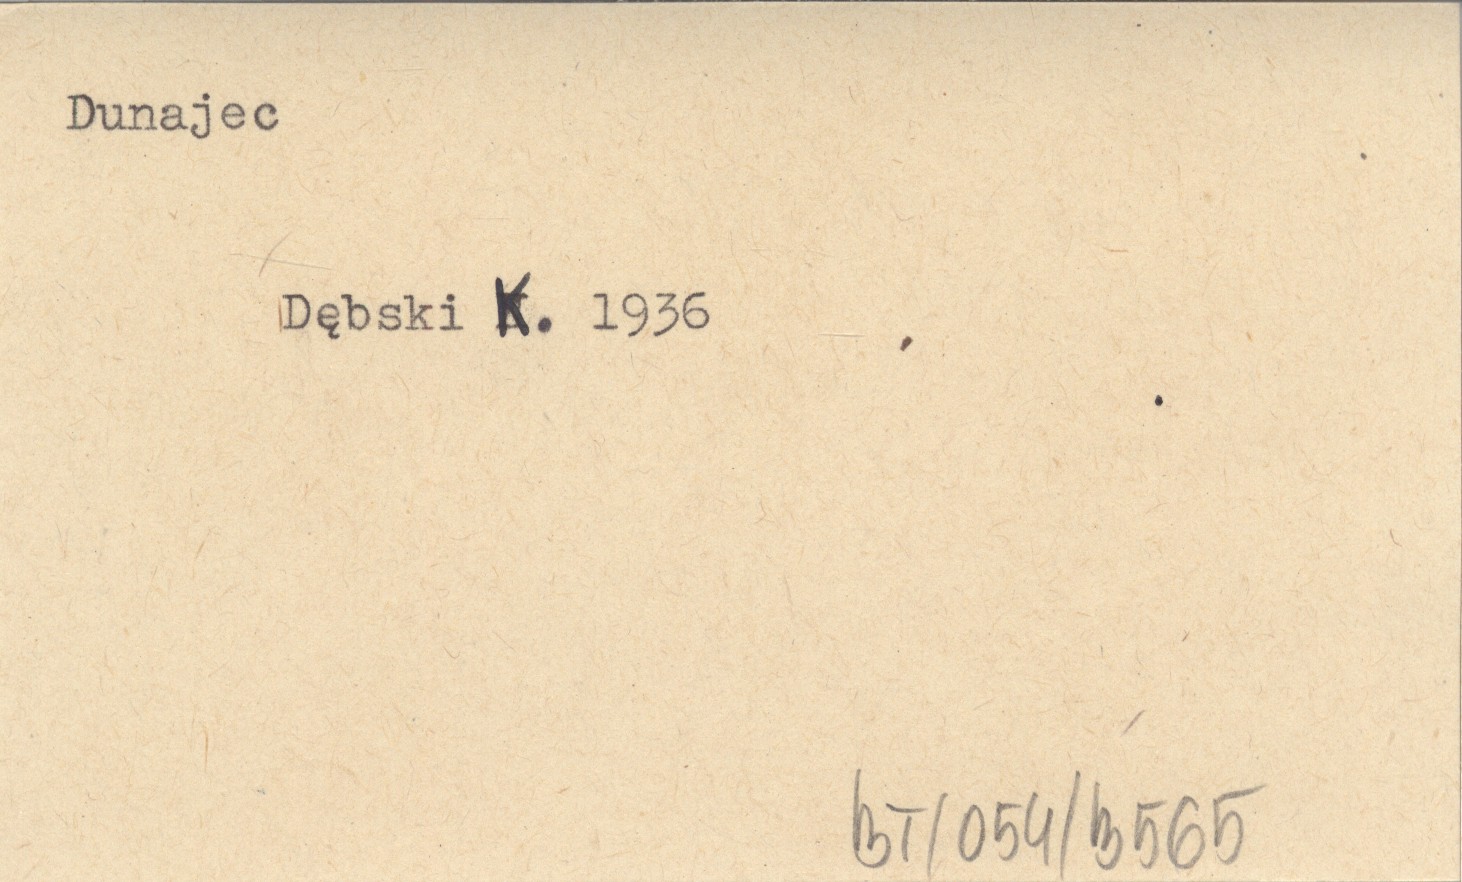 Dunajec
Dębski K. 1936
BT/054/B565